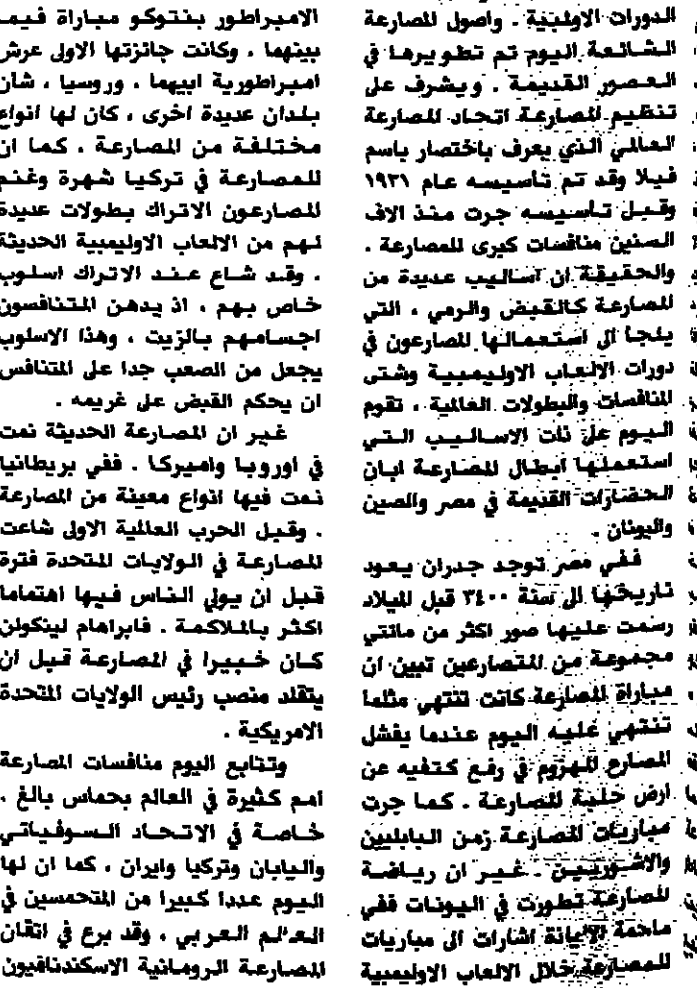 الدورات الاولمبية . واصول المصارعة
الشائعة اليوم تم تطويرها في
العصور القديمة . ويشرف على
تنظيم المصارعة اتحاد المصارعة
العالمي الذي يعرف باختصار باسم
فيلا وقد تم تأسيسه عام ١٩٢١
وقبل تأسيسه جرت منذ الاف
السنين منافسات كبرى للمصارعة .
والحقيقة ان اساليب عديدة من
المصارعة كالقبض والرمي ، التي
يلجأ الى استعمالها المصارعون في
دورات الالعاب الاوليمبية وشتى
المنافسات والبطولات العالمية ، تقوم
اليوم على ذات الاساليب التي
استعملها ابطال المصارعة ابان
الحضارات القديمة في مصر والصين
واليونان .
ففي مصر توجد جدران يعود
تاريخها الى سنة ٣٤٠٠ قبل الميلاد
رسمت عليها صور اكثر من مائتي
مجموعة من المتصارعين تبين ان
مباراة المصارعة كانت تنتهي مثلما
تنتهي عليه اليوم عندما يفشل
المصارع المهزوم في رفع كتفيه عن
ارض حلبة المصارعة . كما جرت
مباريات المصارعة زمن البابليين
والاشوريين . غير ان رياضة
المصارعة تطورت في اليونات ففي
ملحمة الاليانة اشارات الى مباريات
للمصارعة خلال الالعاب الاوليمبية
الامبراطور بنتوكو مباراة فيما
بينهما ، وكانت جائزتها الاولى عرش
امبراطورية ابيهما ، وروسيا ، شأن
بلدان عديدة اخرى ، كان لها انواع
مختلفة من المصارعة ، كما ان
للمصارعة في تركيا شهرة وغنم
المصارعون الاتراك بطولات عديدة
لهم من الالعاب الاوليمبية الحديثة
. وقد شاع عند الاتراك اسلوب
خاص بهم ، اذ يدهن المتنافسون
اجسامهم بالزيت ، وهذا الاسلوب
يجعل من الصعب جدا على المتنافس
ان يحكم القبض على غريمه .
غير ان المصارعة الحديثة نمت
في اوروبا واميركا . ففي بريطانيا
نمت فيها انواع معينة من المصارعة
. وقبل الحرب العالمية الاولى شاعت
المصارعة في الولايات المتحدة فترة
قبل ان يولي الناس فيها اهتماما
اكثر بالملاكمة . فابراهام لينكولن
كان خبيرا في المصارعة قبل ان
يتقلد منصب رئيس الولايات المتحدة
الامريكية .
وتتابع اليوم منافسات المصارعة
امم كثيرة في العالم بحماس بالغ ،
خاصة في الاتحاد السوفياتي
واليابان وتركيا وايران ، كما ان لها
اليوم عددا كبيرا من المتحمسين في
العالم العربي ، وقد برع في اتقان
المصارعة الرومانية الاسكندنافيون